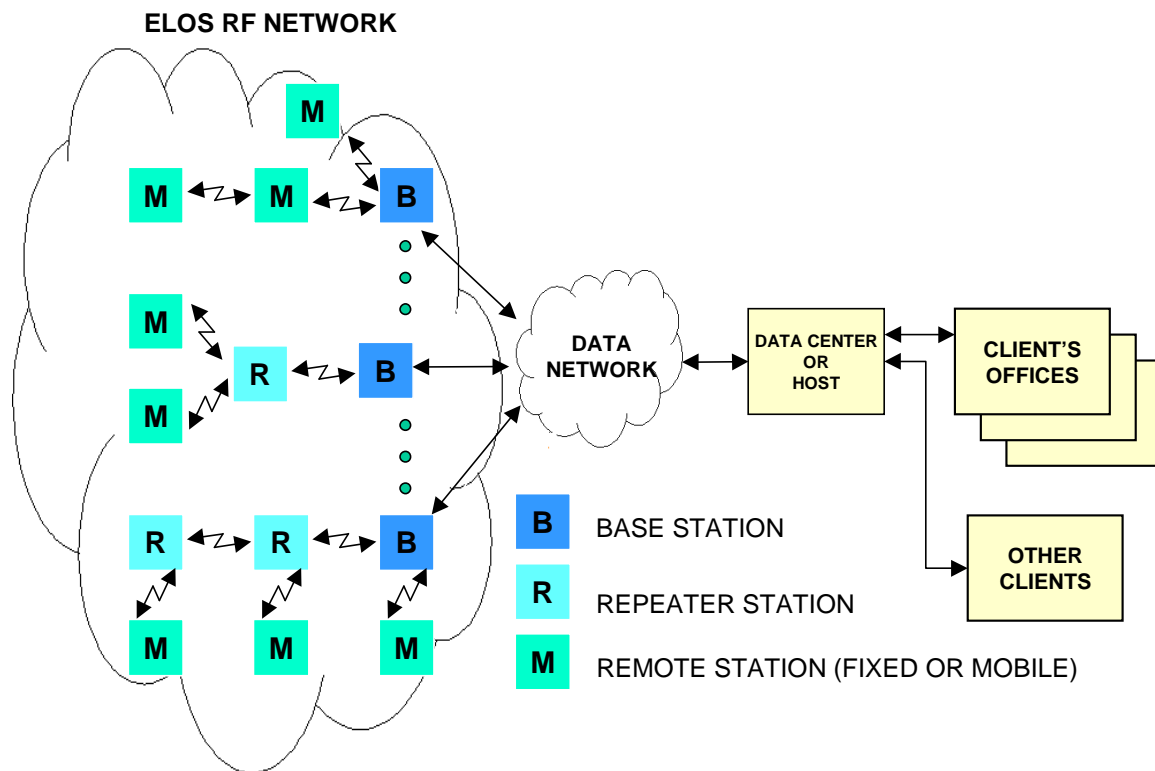 ELOS RF NETWORK
M
M
M
B
M
R
B
M
DATA
NETWORK
DATA CENTER
OR
HOST
CLIENT'S
OFFICES
R
R
B
M
M
M
B
BASE STATION
R
REPEATER STATION
M
REMOTE STATION (FIXED OR MOBILE)
OTHER
CLIENTS